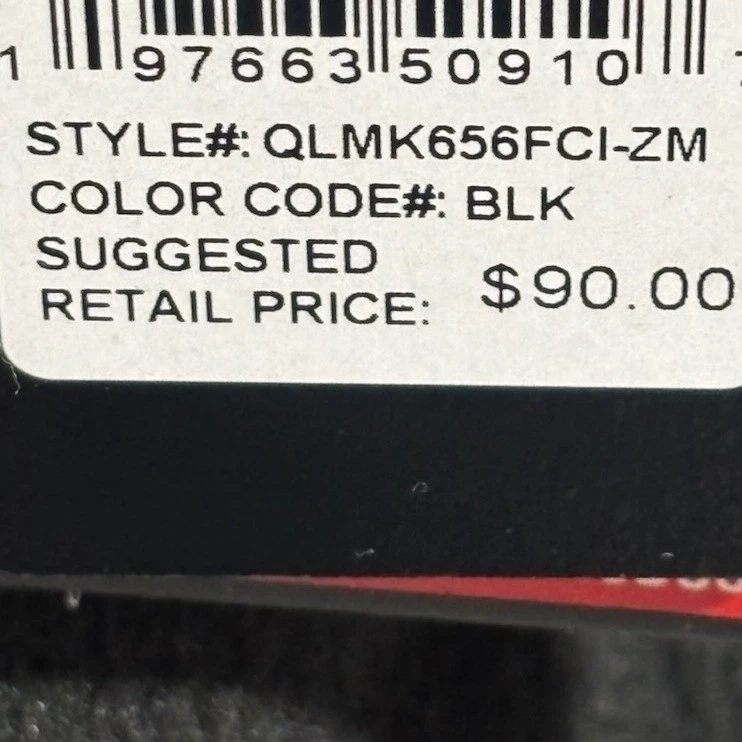 1 97663 50910
STYLE#: QLMK656FCI-ZM
COLOR CODE#: BLK
SUGGESTED
RETAIL PRICE: $90.00